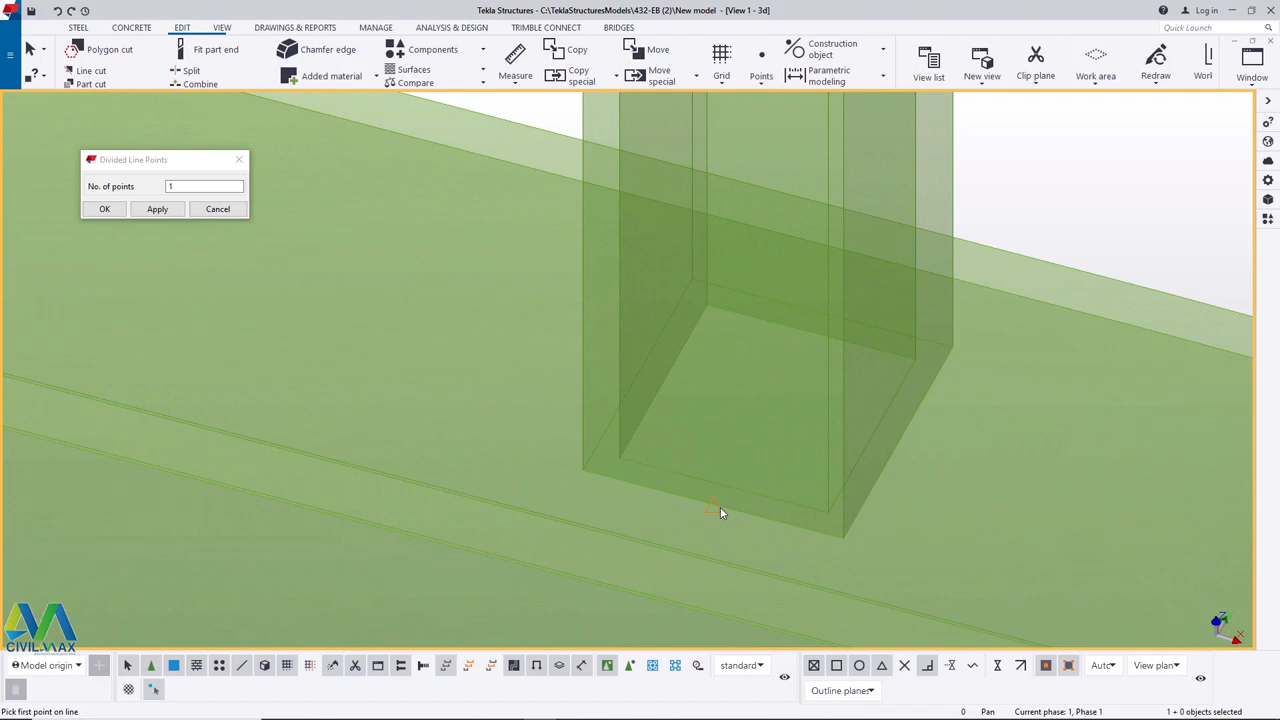 Tekla Structures - C:\TeklaStructuresModels\432-EB (2)\New model - [View 1 - 3d]
Log in
STEEL CONCRETE EDIT VIEW DRAWINGS & REPORTS MANAGE ANALYSIS & DESIGN TRIMBLE CONNECT BRIDGES
Quick Launch
Polygon cut
Line cut
Part cut
Fit part end
Split
Combine
Chamfer edge
Added material
Components
Surfaces
Compare
Measure
Copy
Copy
special
Move
Move
special
Grid
Points
Construction
object
Parametric
modeling
View list
New view
Clip plane
Work area
Redraw
Window
Divided Line Points
No. of points 1
OK Apply Cancel
CIVILMAX
Model origin
standard
Auto
View plan
Outline planes
Pick first point on line
0 Pan Current phase: 1, Phase 1 1 + 0 objects selected